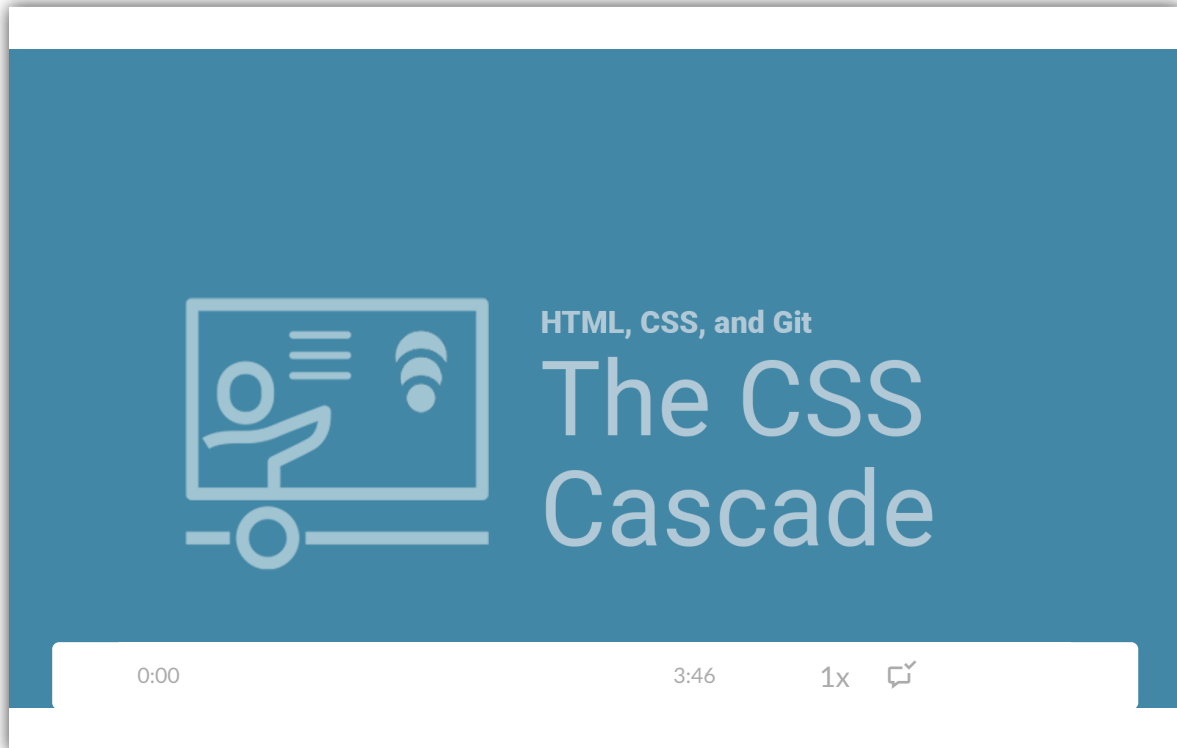 HTML, CSS, and Git
The CSS
Cascade
0:00
3:46
1x